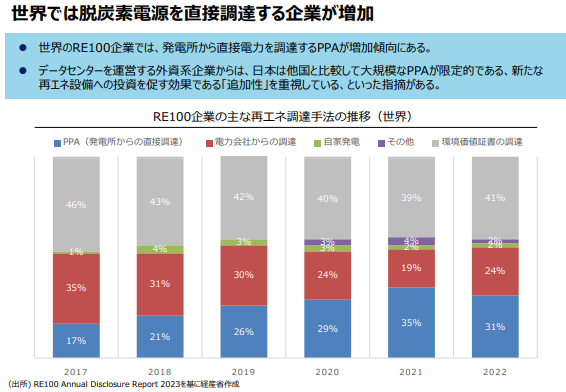 世界では脱炭素電源を直接調達する企業が増加
● 世界のRE100企業では、発電所から直接電力を調達するPPAが増加傾向にある。
● データセンターを運営する外資系企業からは、日本は他国と比較して大規模なPPAが限定的である、新たな
再エネ設備への投資を促す効果である「追加性」を重視している、といった指摘がある。
RE100企業の主な再エネ調達手法の推移（世界）
PPA（発電所からの直接調達） 電力会社からの調達 自家発電 その他 環境価値証書の調達
46% 43% 42% 40% 39% 41%
3% 4% 2%
1% 4% 3% 3% 2% 2%
35% 31% 30% 24% 19% 24%
17% 21% 26% 29% 35% 31%
2017 2018 2019 2020 2021 2022
（出所) RE100 Annual Disclosure Report 2023を基に経産省作成